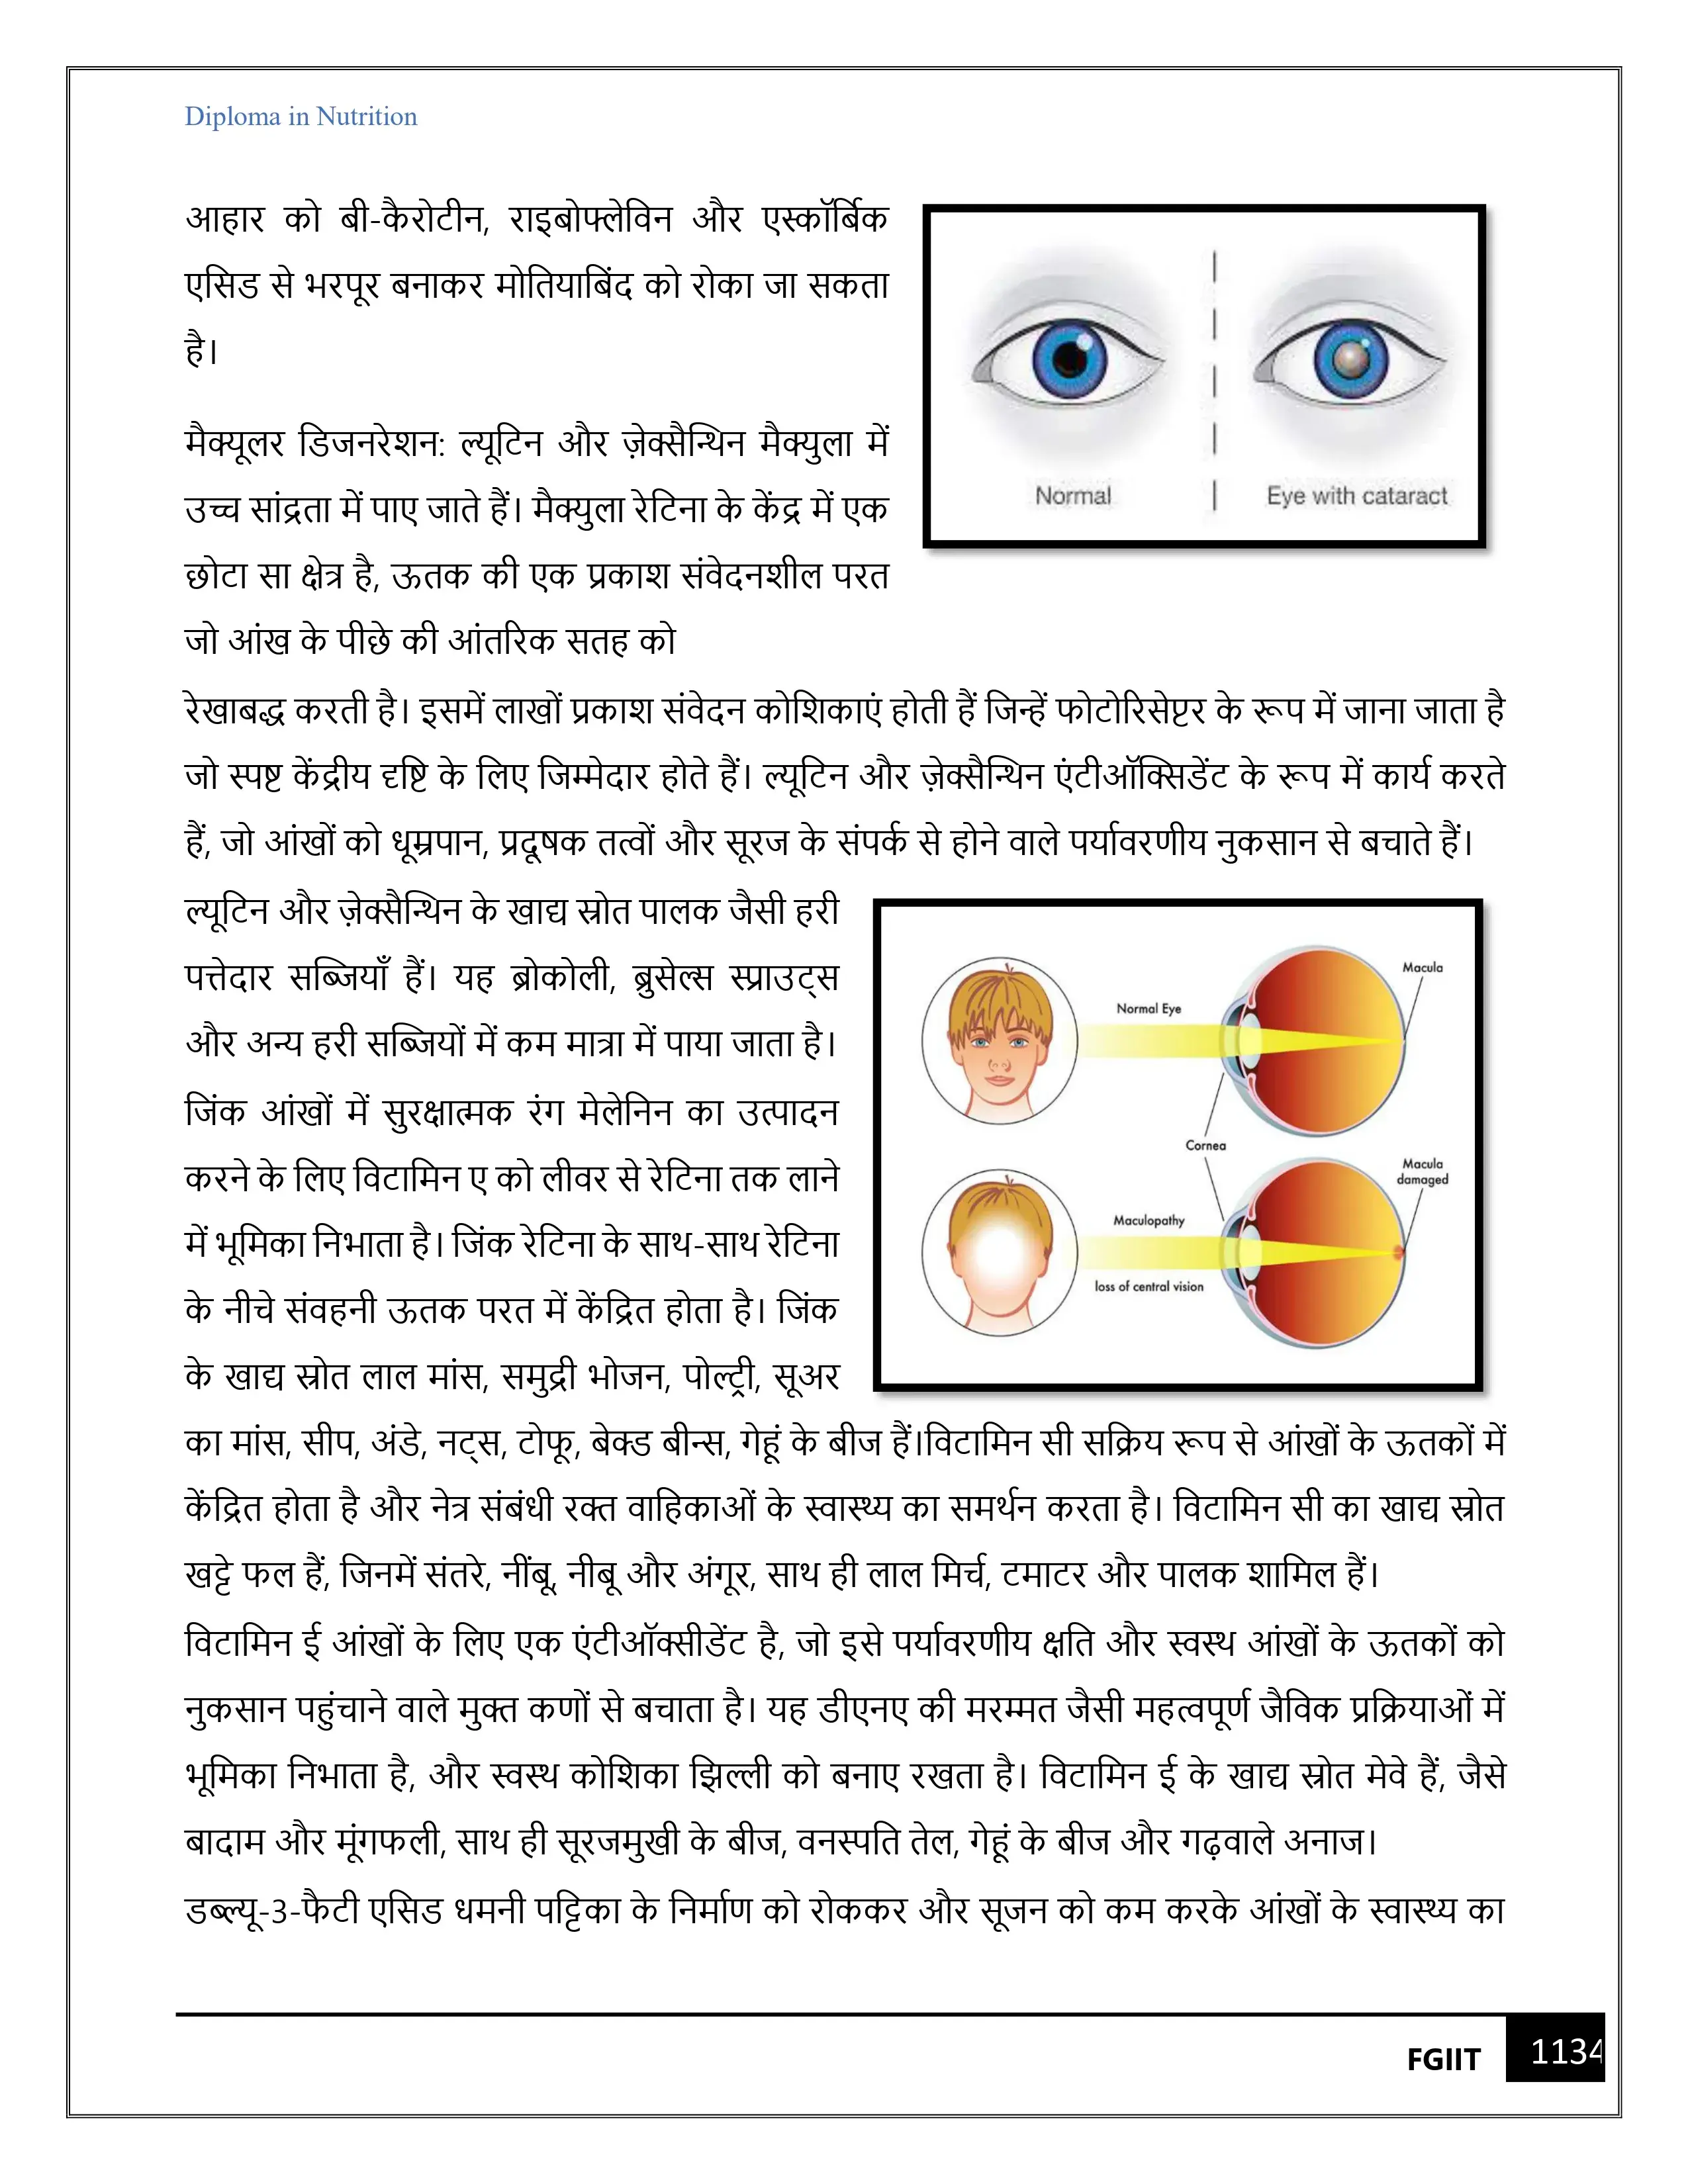 Diploma in Nutrition
आहार को बी-कैरोटीन, राइबोफ्लेविन और एस्कॉर्बिक
एसिड से भरपूर बनाकर मोतियाबिंद को रोका जा सकता
है।
Normal
Eye with cataract
मैक्यूलर डिजनरेशन: ल्यूटिन और ज़ेक्सैन्थिन मैक्युला में
उच्च सांद्रता में पाए जाते हैं। मैक्युला रेटिना के केंद्र में एक
छोटा सा क्षेत्र है, ऊतक की एक प्रकाश संवेदनशील परत
जो आंख के पीछे की आंतरिक सतह को
रेखाबद्ध करती है। इसमें लाखों प्रकाश संवेदन कोशिकाएं होती हैं जिन्हें फोटोरिसेप्टर के रूप में जाना जाता है
जो स्पष्ट केंद्रीय दृष्टि के लिए जिम्मेदार होते हैं। ल्यूटिन और ज़ेक्सैन्थिन एंटीऑक्सिडेंट के रूप में कार्य करते
हैं, जो आंखों को धूम्रपान, प्रदूषक तत्वों और सूरज के संपर्क से होने वाले पर्यावरणीय नुकसान से बचाते हैं।
ल्यूटिन और ज़ेक्सैन्थिन के खाद्य स्रोत पालक जैसी हरी
पत्तेदार सब्जियाँ हैं। यह ब्रोकोली, ब्रुसेल्स स्प्राउट्स
और अन्य हरी सब्जियों में कम मात्रा में पाया जाता है।
जिंक आंखों में सुरक्षात्मक रंग मेलेनिन का उत्पादन
करने के लिए विटामिन ए को लीवर से रेटिना तक लाने
में भूमिका निभाता है। जिंक रेटिना के साथ-साथ रेटिना
के नीचे संवहनी ऊतक परत में केंद्रित होता है। जिंक
के खाद्य स्रोत लाल मांस, समुद्री भोजन, पोल्ट्री, सूअर
Macula
Normal Eye
Cornea
Macula
damaged
Maculopathy
loss of central vision
का मांस, सीप, अंडे, नट्स, टोफू, बेक्ड बीन्स, गेहूं के बीज हैं।विटामिन सी सक्रिय रूप से आंखों के ऊतकों में
केंद्रित होता है और नेत्र संबंधी रक्त वाहिकाओं के स्वास्थ्य का समर्थन करता है। विटामिन सी का खाद्य स्रोत
खट्टे फल हैं, जिनमें संतरे, नींबू, नीबू और अंगूर, साथ ही लाल मिर्च, टमाटर और पालक शामिल हैं।
विटामिन ई आंखों के लिए एक एंटीऑक्सीडेंट है, जो इसे पर्यावरणीय क्षति और स्वस्थ आंखों के ऊतकों को
नुकसान पहुंचाने वाले मुक्त कणों से बचाता है। यह डीएनए की मरम्मत जैसी महत्वपूर्ण जैविक प्रक्रियाओं में
भूमिका निभाता है, और स्वस्थ कोशिका झिल्ली को बनाए रखता है। विटामिन ई के खाद्य स्रोत मेवे हैं, जैसे
बादाम और मूंगफली, साथ ही सूरजमुखी के बीज, वनस्पति तेल, गेहूं के बीज और गढ़वाले अनाज।
डब्ल्यू-3-फैटी एसिड धमनी पट्टिका के निर्माण को रोककर और सूजन को कम करके आंखों के स्वास्थ्य का
FGIIT
1134